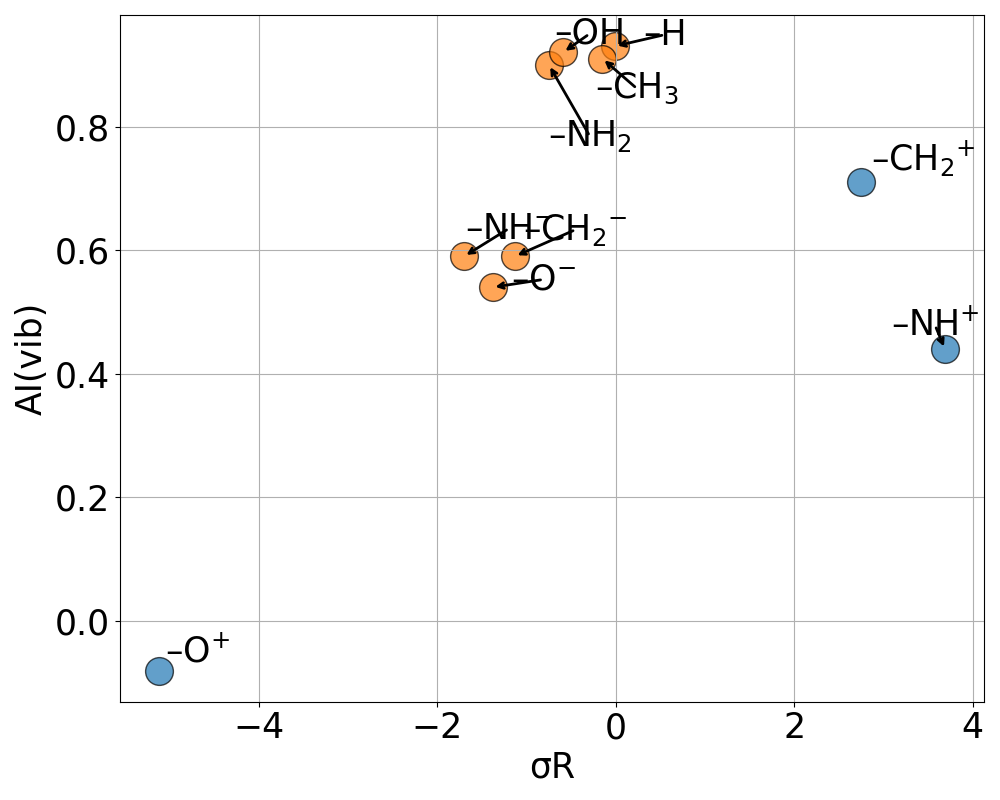 –OH
–H
–CH₃
–NH₂
0.8
–CH₂⁺
–NH⁻
–CH₂⁻
0.6
–O⁻
–NH⁺
0.4
AI(vib)
0.2
0.0
–O⁺
−4
−2
0
2
4
σR